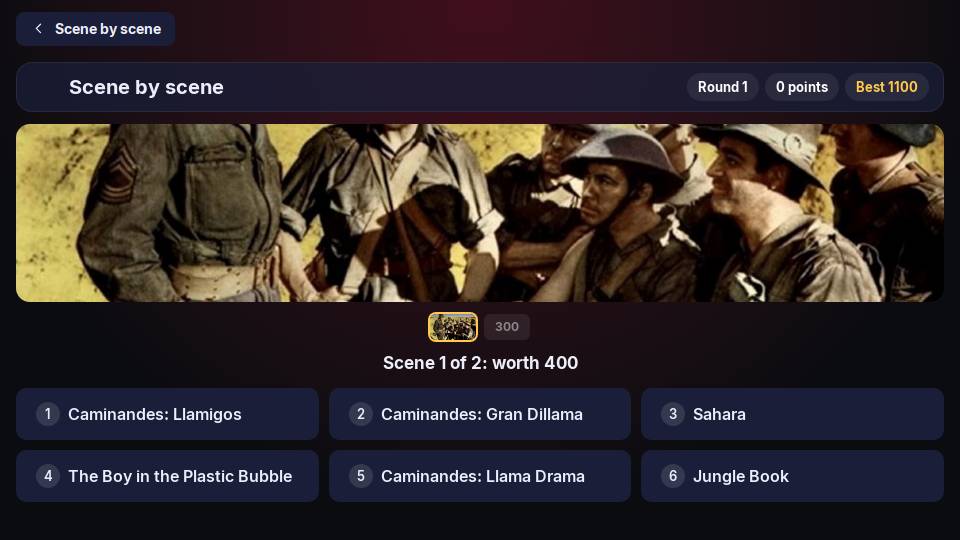 Scene by scene
Scene by scene
Round 1
0 points
Best 1100
300
Scene 1 of 2: worth 400
1 Caminandes: Llamigos
2 Caminandes: Gran Dillama
3 Sahara
4 The Boy in the Plastic Bubble
5 Caminandes: Llama Drama
6 Jungle Book